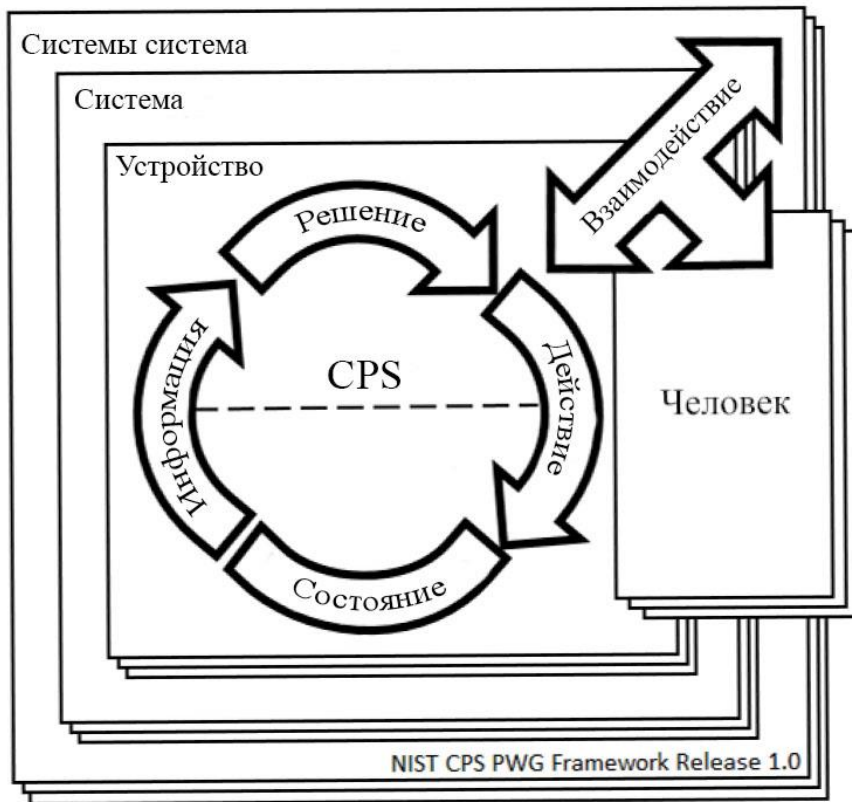 Системы система
Система
Устройство
Взаимодействие
Решение
Действие
Информация
CPS
Человек
Состояние
NIST CPS PWG Framework Release 1.0